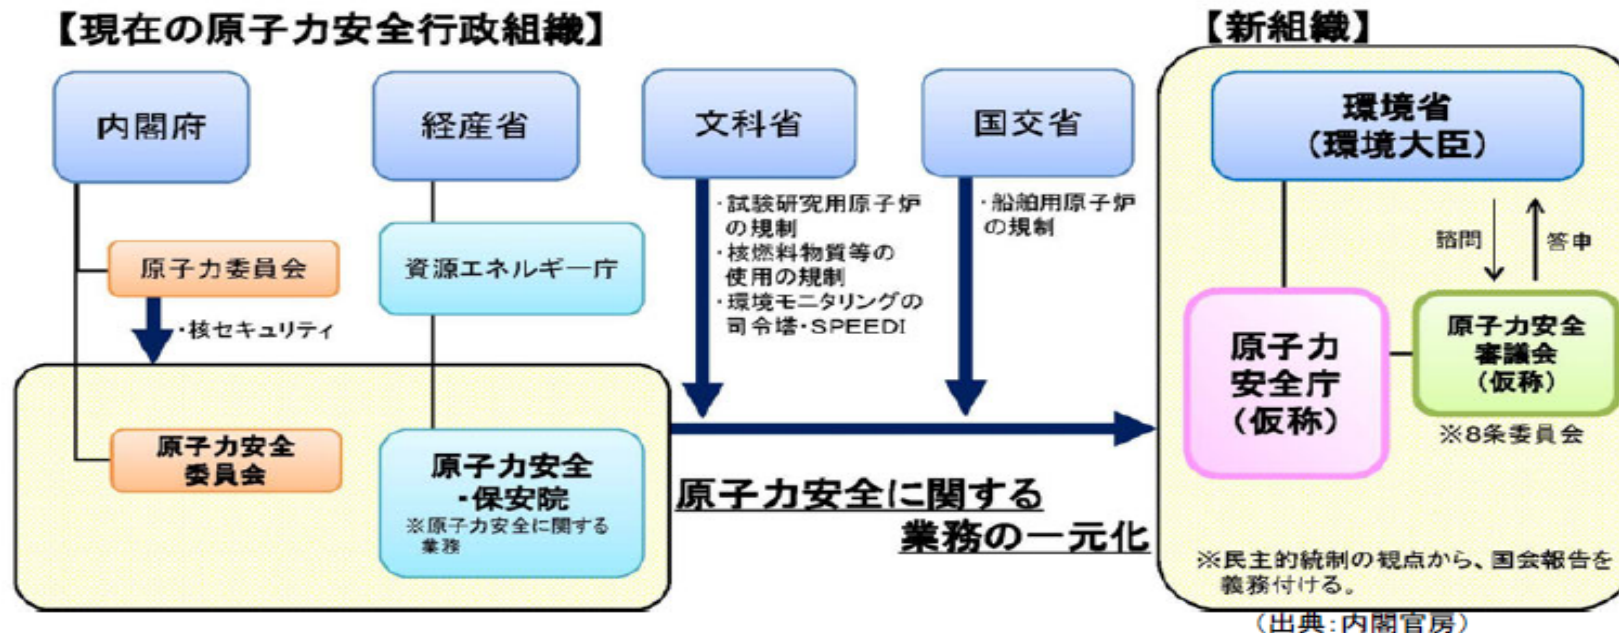 【現在の原子力安全行政組織】
【新組織】
内閣府
経産省
文科省
国交省
環境省
（環境大臣）
原子力委員会
・核セキュリティ
資源エネルギー庁
・試験研究用原子炉
の規制
・核燃料物質等の
使用の規制
・環境モニタリングの
司令塔・SPEEDI
・船舶用原子炉
の規制
諮問
答申
原子力
安全庁
（仮称）
原子力安全
審議会
（仮称）
※8条委員会
原子力安全
委員会
原子力安全
・保安院
※原子力安全に関する
業務
原子力安全に関する
業務の一元化
※民主的統制の観点から、国会報告を
義務付ける。
（出典：内閣官房）